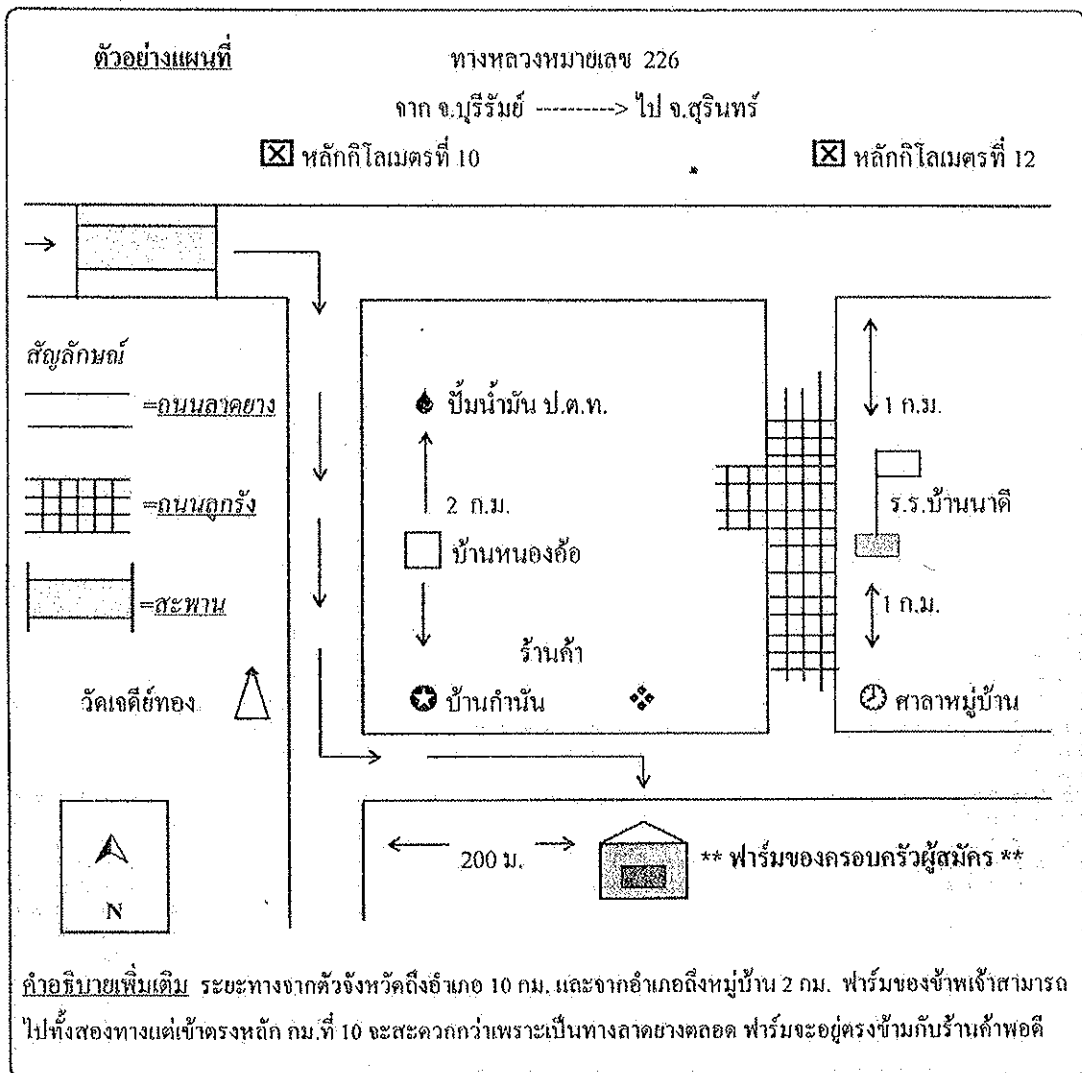 ตัวอย่างแผนที่
ทางหลวงหมายเลข 226
จาก จ.บุรีรัมย์ ----------> ไป จ.สุรินทร์
หลักกิโลเมตรที่ 10
หลักกิโลเมตรที่ 12
สัญลักษณ์
=ถนนลาดยาง
=ถนนลูกรัง
=สะพาน
วัดเจดีย์ทอง
N
ปั๊มน้ำมัน ป.ต.ท.
2 ก.ม.
บ้านหนองอ้อ
ร้านค้า
บ้านกำนัน
1 ก.ม.
ร.ร.บ้านนาดี
1 ก.ม.
ศาลาหมู่บ้าน
200 ม.
** ฟาร์มของครอบครัวผู้สมัคร **
คำอธิบายเพิ่มเติม ระยะทางจากตัวจังหวัดถึงอำเภอ 10 กม. และจากอำเภอถึงหมู่บ้าน 2 กม. ฟาร์มของข้าพเจ้าสามารถ
ไปทั้งสองทางแต่เข้าตรงหลัก กม.ที่ 10 จะสะดวกกว่าเพราะเป็นทางลาดยางตลอด ฟาร์มจะอยู่ตรงข้ามกับร้านค้าพอดี